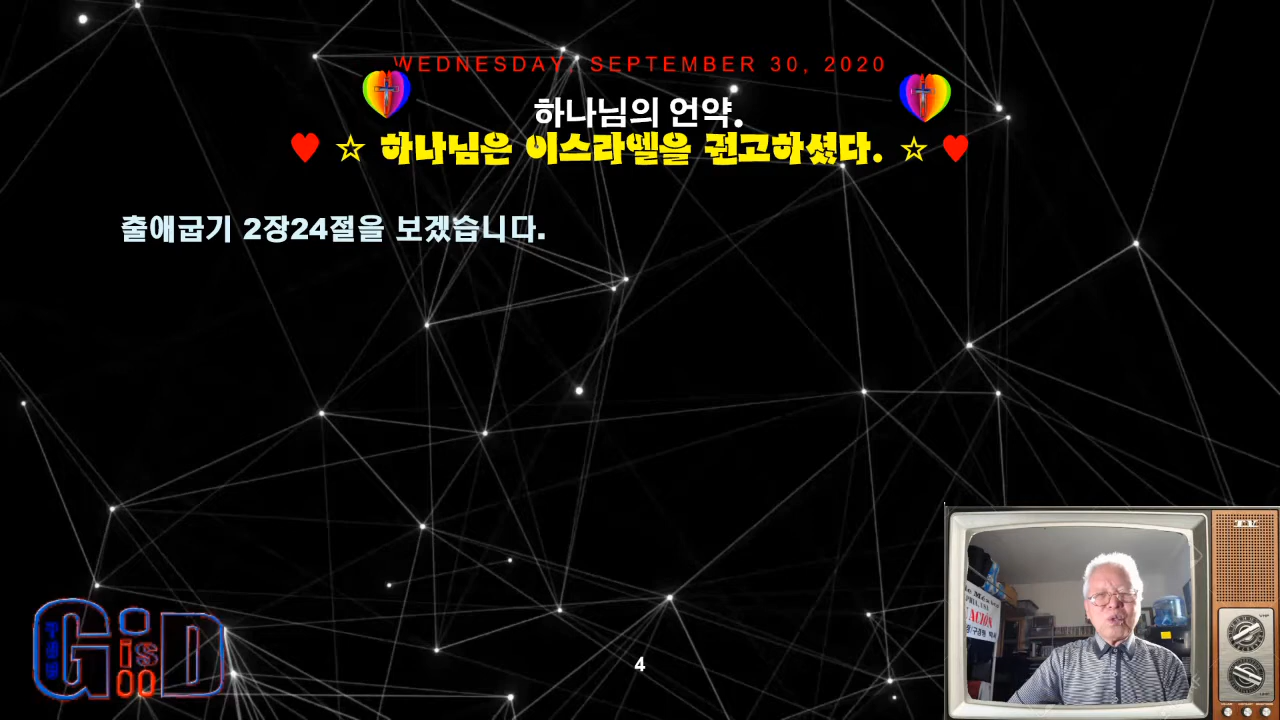 WEDNESDAY, SEPTEMBER 30, 2020
하나님의 언약.
♥ ☆ 하나님은 이스라엘을 권고하셨다. ☆ ♥
출애굽기 2장24절을 보겠습니다.
G is D
OO
4
ACIÓN